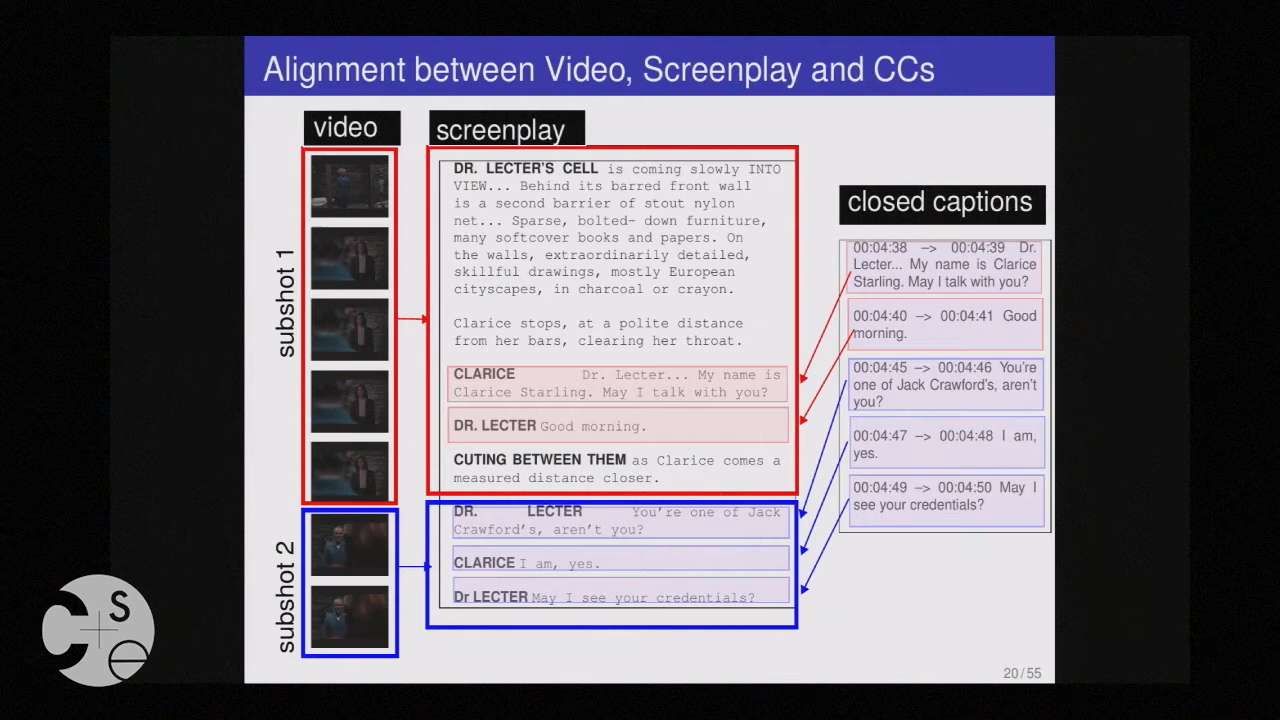 Alignment between Video, Screenplay and CCs
video
screenplay
closed captions
subshot 1
subshot 2
DR. LECTER'S CELL is coming slowly INTO
VIEW... Behind its barred front wall
is a second barrier of stout nylon
net... Sparse, bolted- down furniture,
many softcover books and papers. On
the walls, extraordinarily detailed,
skillful drawings, mostly European
cityscapes, in charcoal or crayon.
Clarice stops, at a polite distance
from her bars, clearing her throat.
CLARICE Dr. Lecter... My name is
Clarice Starling. May I talk with you?
DR. LECTER Good morning.
CUTING BETWEEN THEM as Clarice comes a
measured distance closer.
DR. LECTER You're one of Jack
Crawford's, aren't you?
CLARICE I am, yes.
Dr LECTER May I see your credentials?
00:04:38 –> 00:04:39 Dr.
Lecter... My name is Clarice
Starling. May I talk with you?
00:04:40 –> 00:04:41 Good
morning.
00:04:45 –> 00:04:46 You're
one of Jack Crawford's, aren't
you?
00:04:47 –> 00:04:48 I am,
yes.
00:04:49 –> 00:04:50 May I
see your credentials?
20/55
C S e